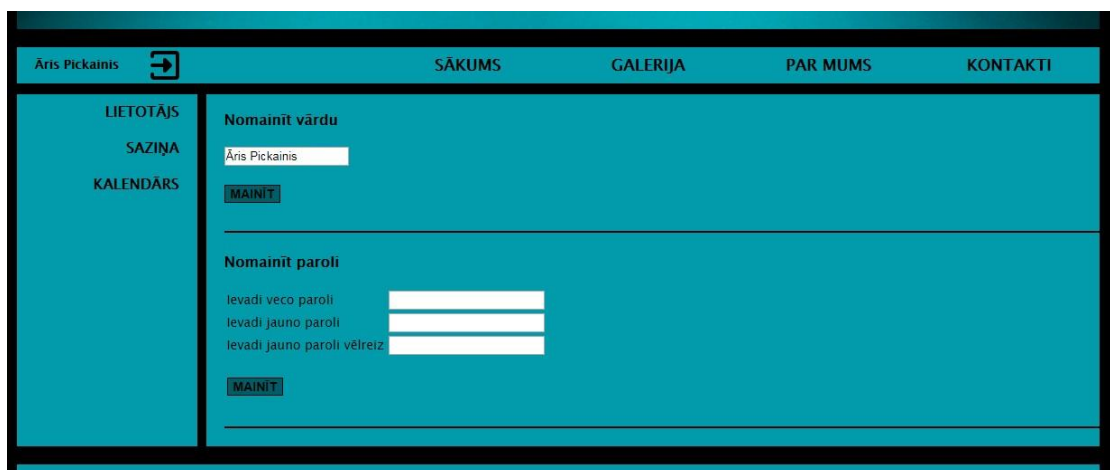 Āris Pickainis SĀKUMS GALERIJA PAR MUMS KONTAKTI
LIETOTĀJS
SAZIŅA
KALENDĀRS
Nomainīt vārdu
Āris Pickainis
MAINĪT
Nomainīt paroli
Ievadi veco paroli
Ievadi jauno paroli
Ievadi jauno paroli vēlreiz
MAINĪT